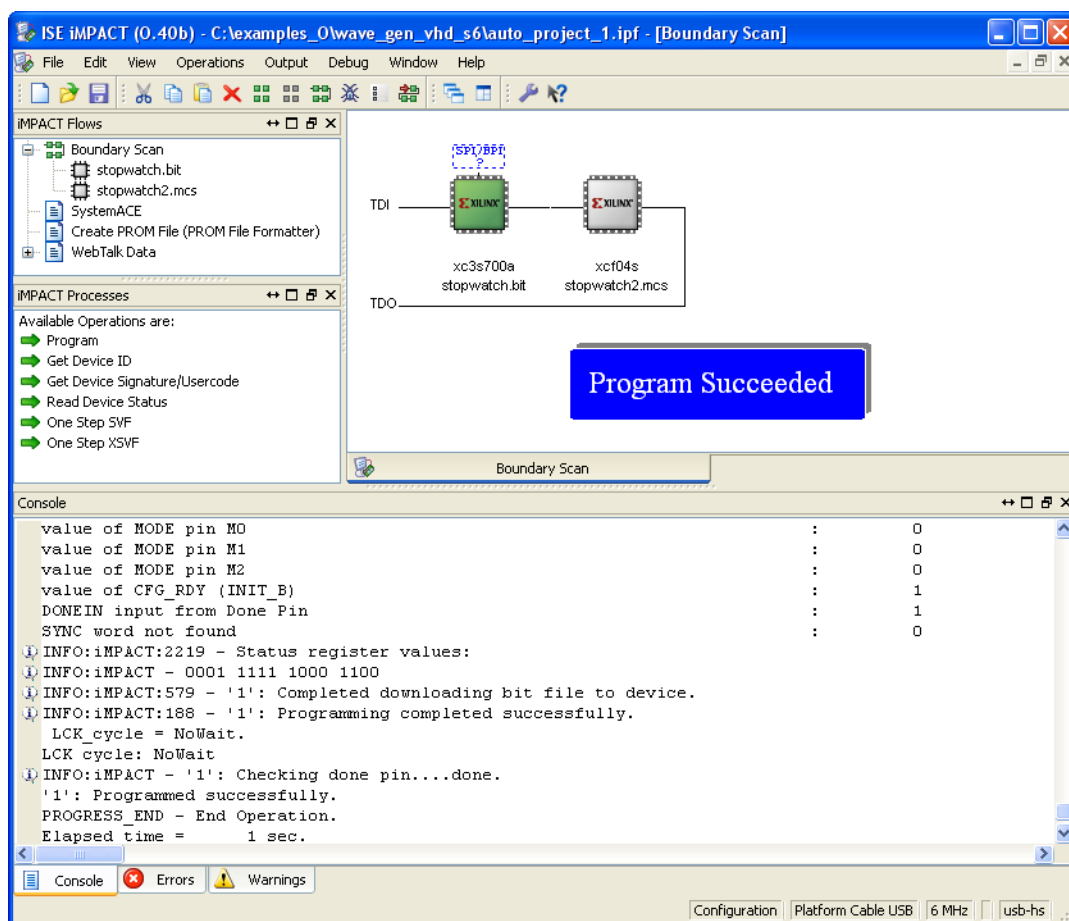 ISE iMPACT (O.40b) - C:\examples_O\wave_gen_vhd_s6\auto_project_1.ipf - [Boundary Scan]
File Edit View Operations Output Debug Window Help
iMPACT Flows
Boundary Scan
stopwatch.bit
stopwatch2.mcs
SystemACE
Create PROM File (PROM File Formatter)
WebTalk Data
iMPACT Processes
Available Operations are:
Program
Get Device ID
Get Device Signature/Usercode
Read Device Status
One Step SVF
One Step XSVF
SPI/BPI
?
TDI
XILINX
XILINX
xc3s700a
stopwatch.bit
xcf04s
stopwatch2.mcs
TDO
Program Succeeded
Boundary Scan
Console
value of MODE pin M0 : 0
value of MODE pin M1 : 0
value of MODE pin M2 : 0
value of CFG_RDY (INIT_B) : 1
DONEIN input from Done Pin : 1
SYNC word not found : 0
INFO:iMPACT:2219 - Status register values:
INFO:iMPACT - 0001 1111 1000 1100
INFO:iMPACT:579 - '1': Completed downloading bit file to device.
INFO:iMPACT:188 - '1': Programming completed successfully.
LCK_cycle = NoWait.
LCK cycle: NoWait
INFO:iMPACT - '1': Checking done pin....done.
'1': Programmed successfully.
PROGRESS_END - End Operation.
Elapsed time = 1 sec.
Console Errors Warnings
Configuration Platform Cable USB 6 MHz usb-hs